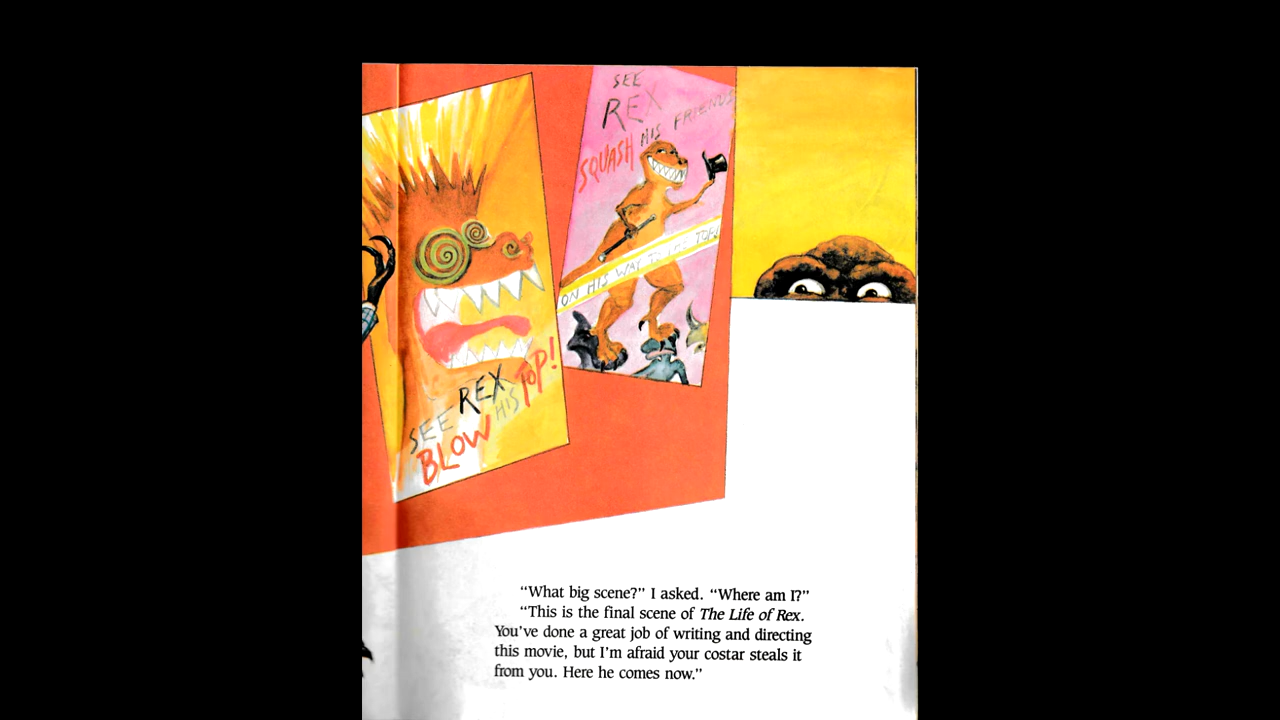 SEE
REX
SQUASH HIS FRIENDS
ON HIS WAY TO THE TOP!
SEE REX
BLOW HIS TOP!
“What big scene?” I asked. “Where am I?”
“This is the final scene of The Life of Rex.
You’ve done a great job of writing and directing
this movie, but I’m afraid your costar steals it
from you. Here he comes now.”